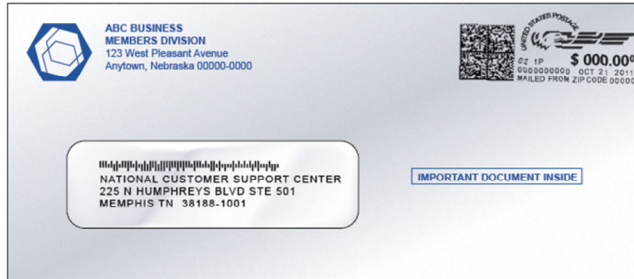 ABC BUSINESS
MEMBERS DIVISION
123 West Pleasant Avenue
Anytown, Nebraska 00000-0000
UNITED STATES POSTAGE
02 1P
$ 000.00⁰
0000000000 OCT 21 2011
MAILED FROM ZIP CODE 00000
NATIONAL CUSTOMER SUPPORT CENTER
225 N HUMPHREYS BLVD STE 501
MEMPHIS TN 38188-1001
IMPORTANT DOCUMENT INSIDE